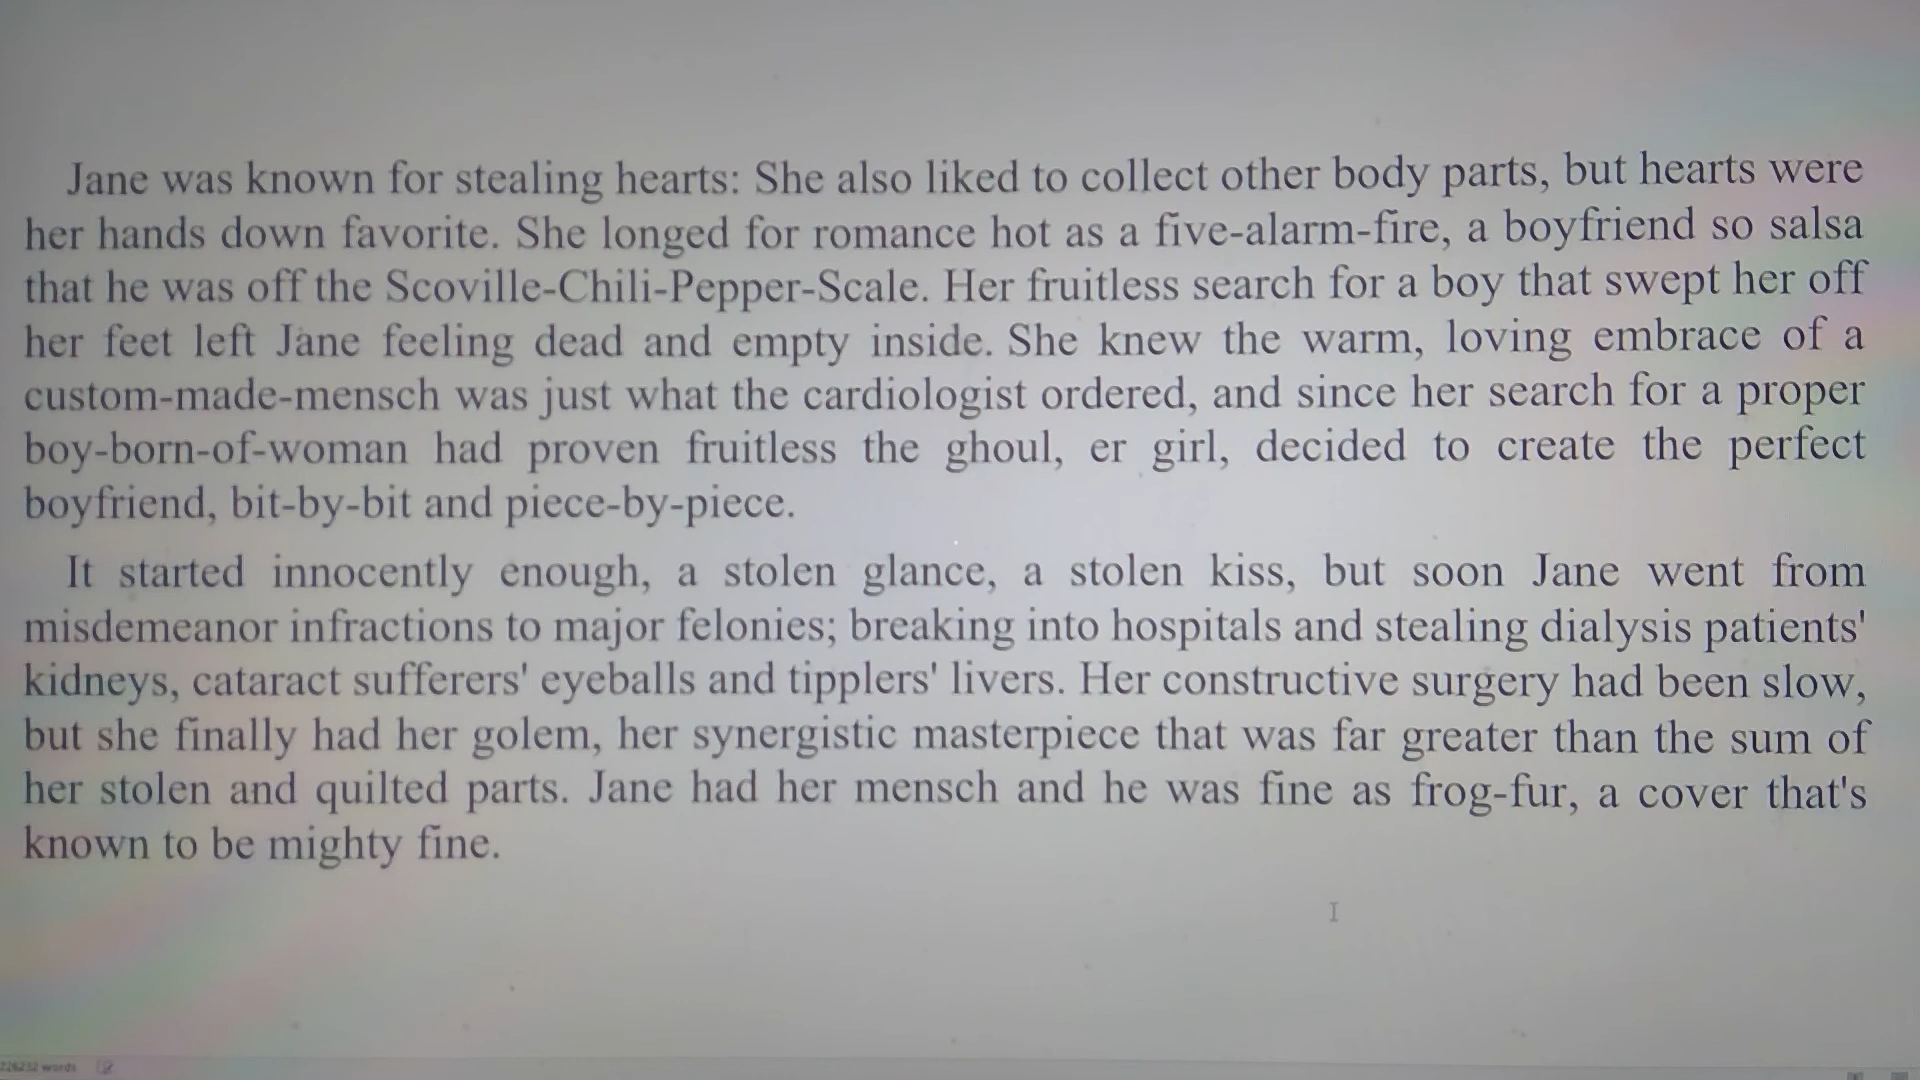 Jane was known for stealing hearts: She also liked to collect other body parts, but hearts were
her hands down favorite. She longed for romance hot as a five-alarm-fire, a boyfriend so salsa
that he was off the Scoville-Chili-Pepper-Scale. Her fruitless search for a boy that swept her off
her feet left Jane feeling dead and empty inside. She knew the warm, loving embrace of a
custom-made-mensch was just what the cardiologist ordered, and since her search for a proper
boy-born-of-woman had proven fruitless the ghoul, er girl, decided to create the perfect
boyfriend, bit-by-bit and piece-by-piece.
It started innocently enough, a stolen glance, a stolen kiss, but soon Jane went from
misdemeanor infractions to major felonies; breaking into hospitals and stealing dialysis patients'
kidneys, cataract sufferers' eyeballs and tipplers' livers. Her constructive surgery had been slow,
but she finally had her golem, her synergistic masterpiece that was far greater than the sum of
her stolen and quilted parts. Jane had her mensch and he was fine as frog-fur, a cover that's
known to be mighty fine.
226232 words